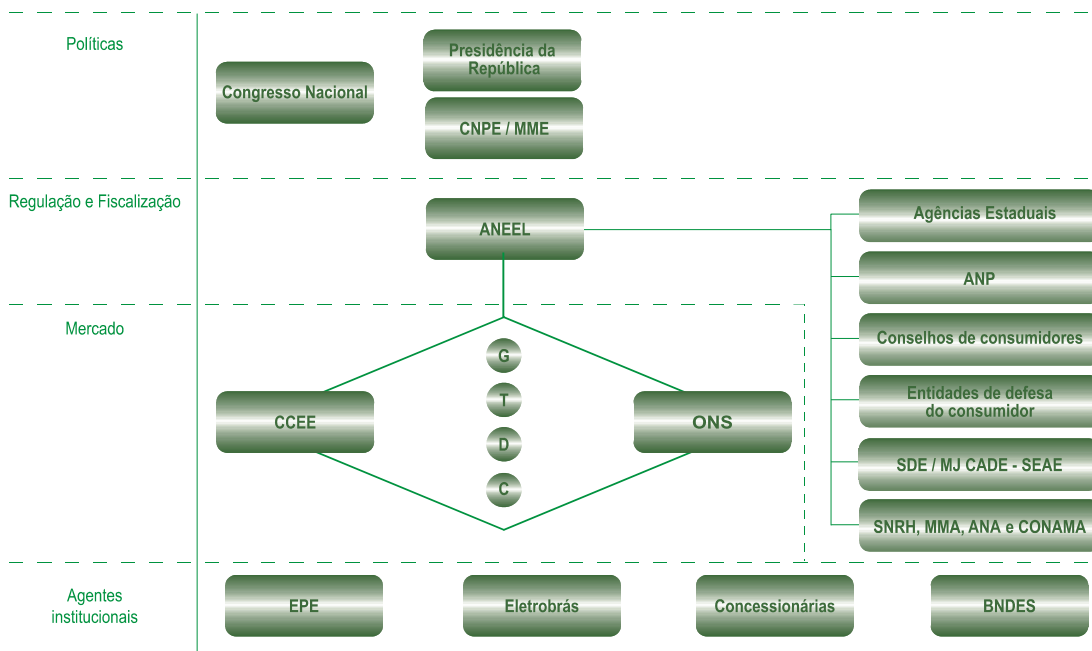 Políticas
Congresso Nacional
Presidência da
República
CNPE / MME
Regulação e Fiscalização
ANEEL
Agências Estaduais
ANP
Conselhos de consumidores
Entidades de defesa
do consumidor
SDE / MJ CADE - SEAE
SNRH, MMA, ANA e CONAMA
Mercado
G
T
D
C
CCEE
ONS
Agentes
institucionais
EPE
Eletrobrás
Concessionárias
BNDES